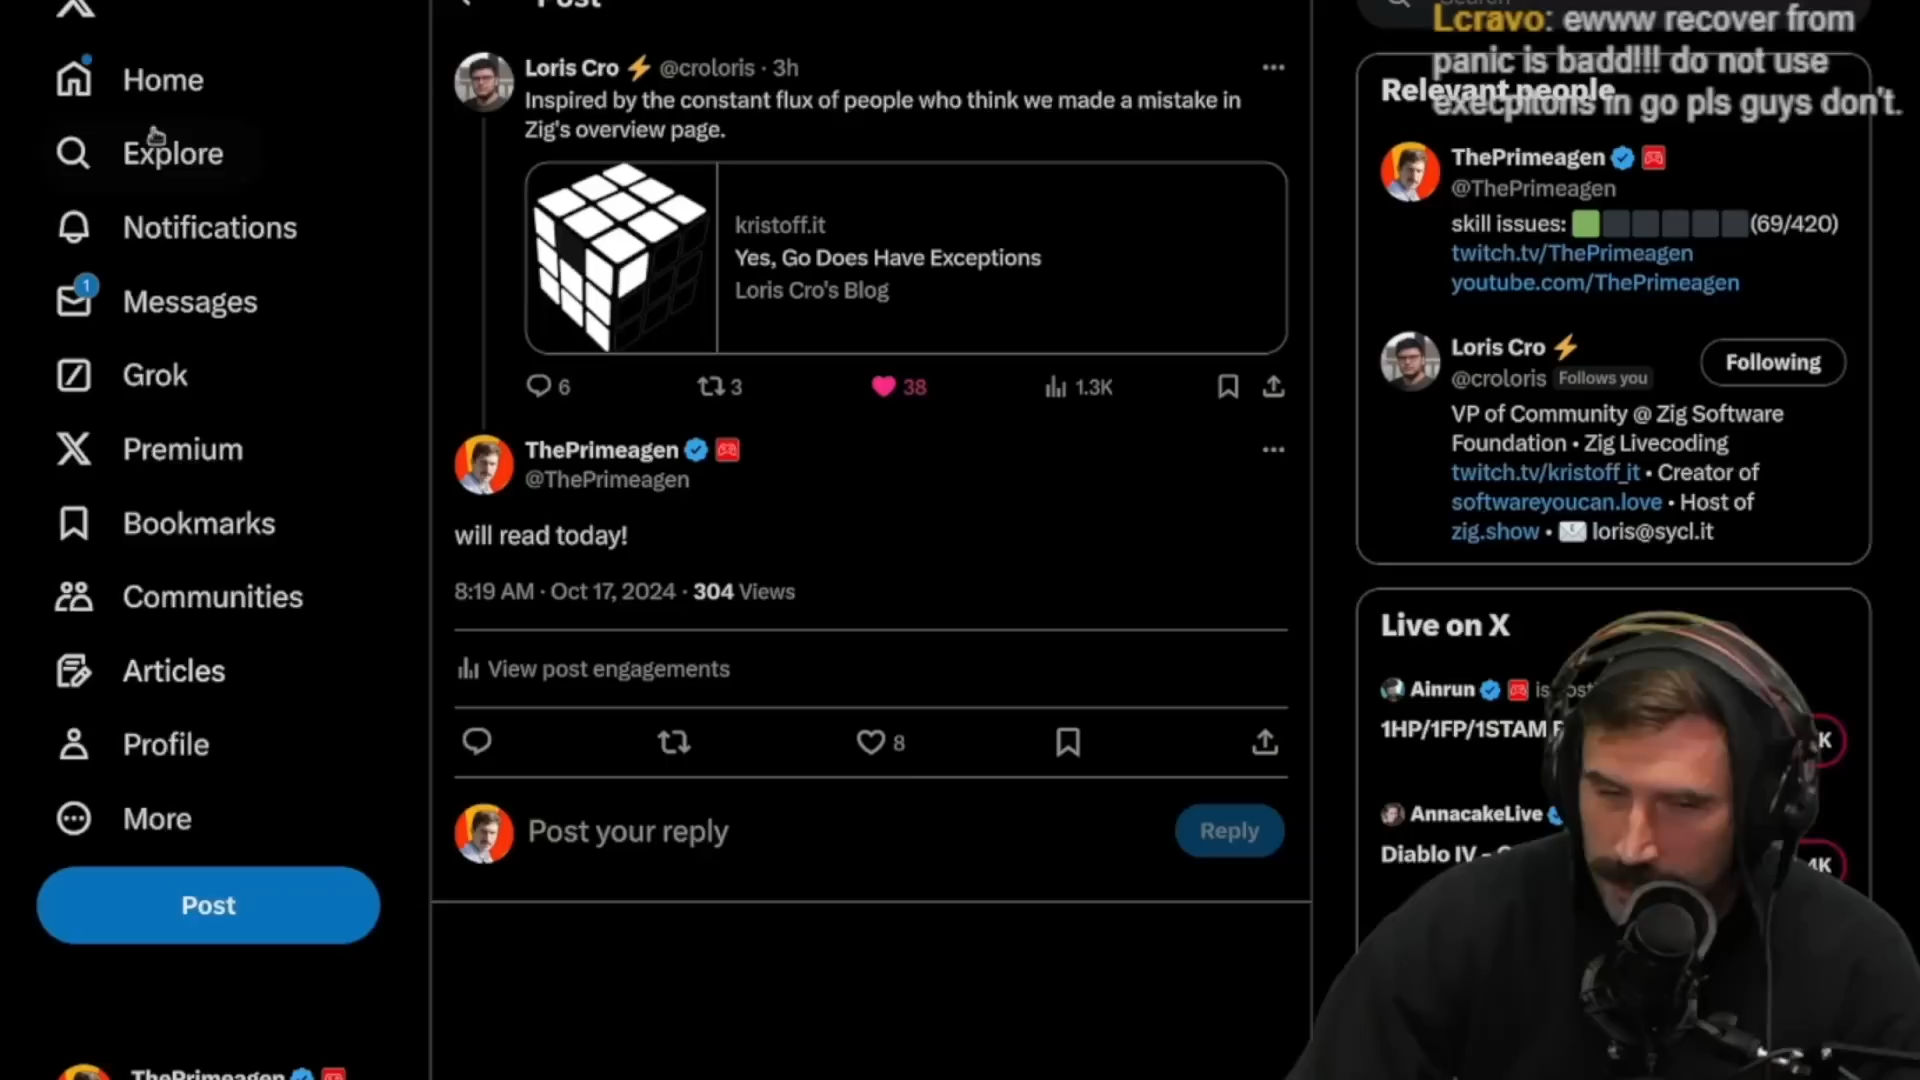 Home
Explore
Notifications
1
Messages
Grok
Premium
Bookmarks
Communities
Articles
Profile
More
Post
ThePrimeagen
Post
Loris Cro ⚡ @croloris · 3h
Inspired by the constant flux of people who think we made a mistake in
Zig's overview page.
kristoff.it
Yes, Go Does Have Exceptions
Loris Cro's Blog
6 3 38 1.3K
ThePrimeagen
@ThePrimeagen
will read today!
8:19 AM · Oct 17, 2024 · 304 Views
View post engagements
8
Post your reply
Reply
Search
Lcravo: ewww recover from
panic is badd!!! do not use
execpitons in go pls guys don't.
Relevant people
ThePrimeagen
@ThePrimeagen
skill issues: (69/420)
twitch.tv/ThePrimeagen
youtube.com/ThePrimeagen
Loris Cro ⚡
@croloris Follows you
Following
VP of Community @ Zig Software
Foundation • Zig Livecoding
twitch.tv/kristoff_it • Creator of
softwareyoucan.love • Host of
zig.show • ✉️ loris@sycl.it
Live on X
Ainrun is
1HP/1FP/1STAM
K
AnnacakeLive
Diablo IV -
4K